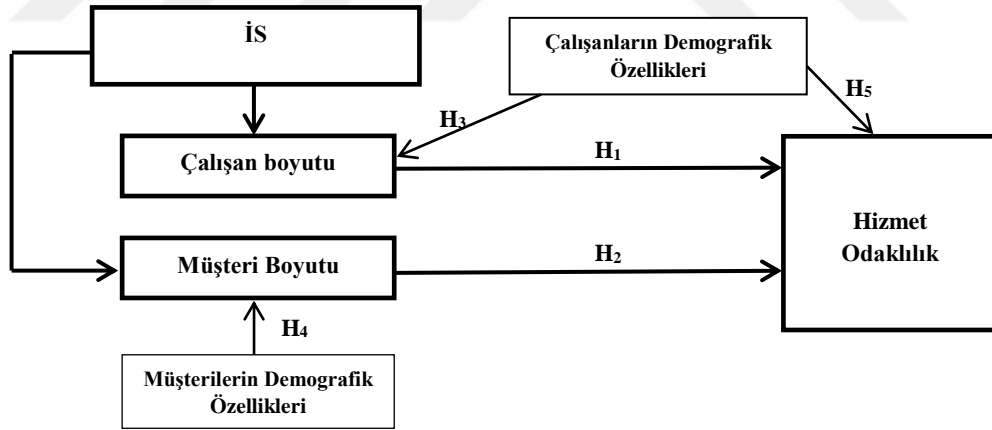 İS
Çalışanların Demografik
Özellikleri
H5
H3
Çalışan boyutu
H1
Hizmet
Odaklılık
Müşteri Boyutu
H2
H4
Müşterilerin Demografik
Özellikleri